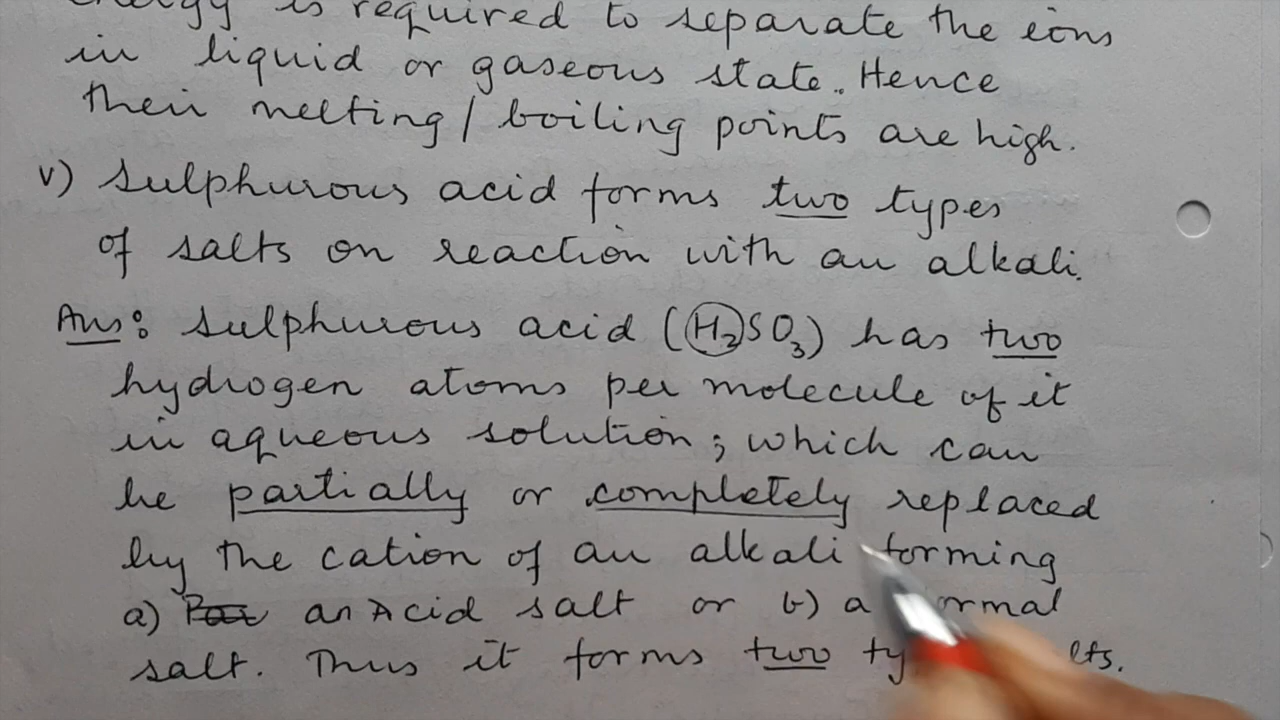 energy is required to separate the ions
in liquid or gaseous state. Hence
their melting/boiling points are high.
v) Sulphurous acid forms two types
of salts on reaction with an alkali.
Ans: Sulphurous acid (H₂SO₃) has two
hydrogen atoms per molecule of it
in aqueous solution; which can
be partially or completely replaced
by the cation of an alkali forming
a) an Acid salt or b) a
salt. Thus it forms two